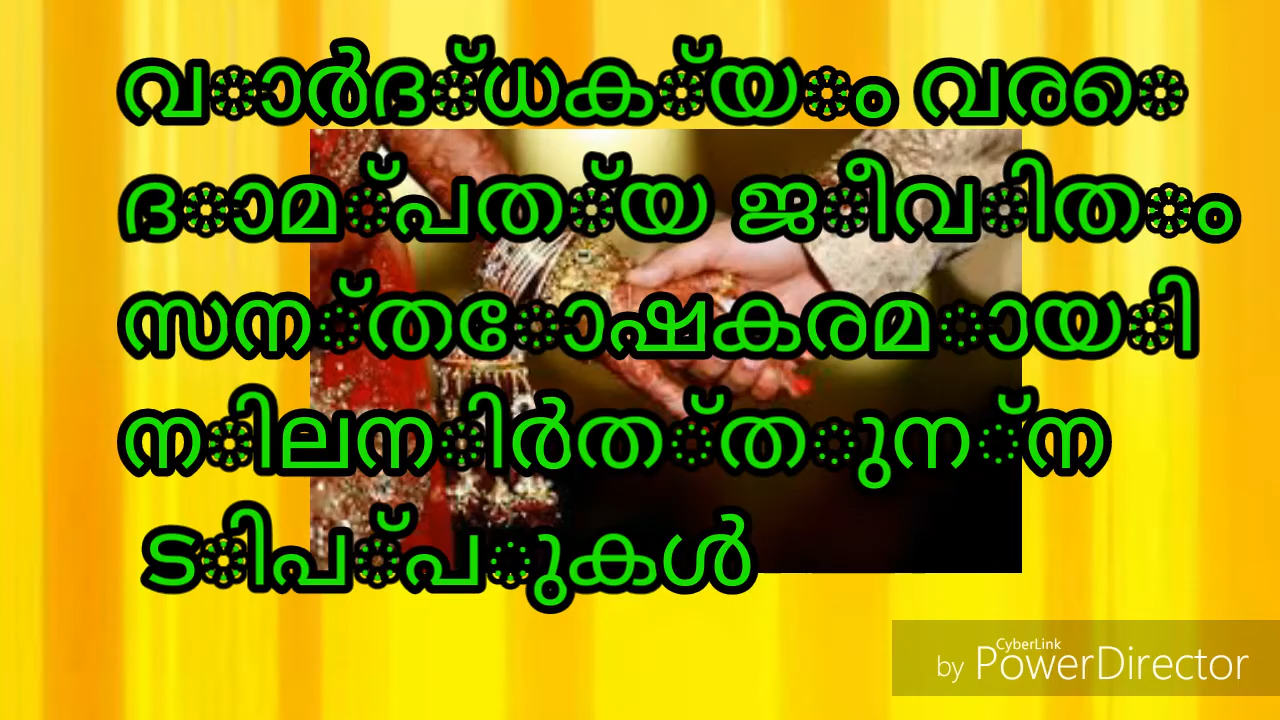 വാർദ്ധക്യം വരെ
ദാമ്പത്യ ജീവിതം
സന്തോഷകരമായി
നിലനിർത്തുന്ന
ടിപ്പുകൾ
CyberLink
by PowerDirector